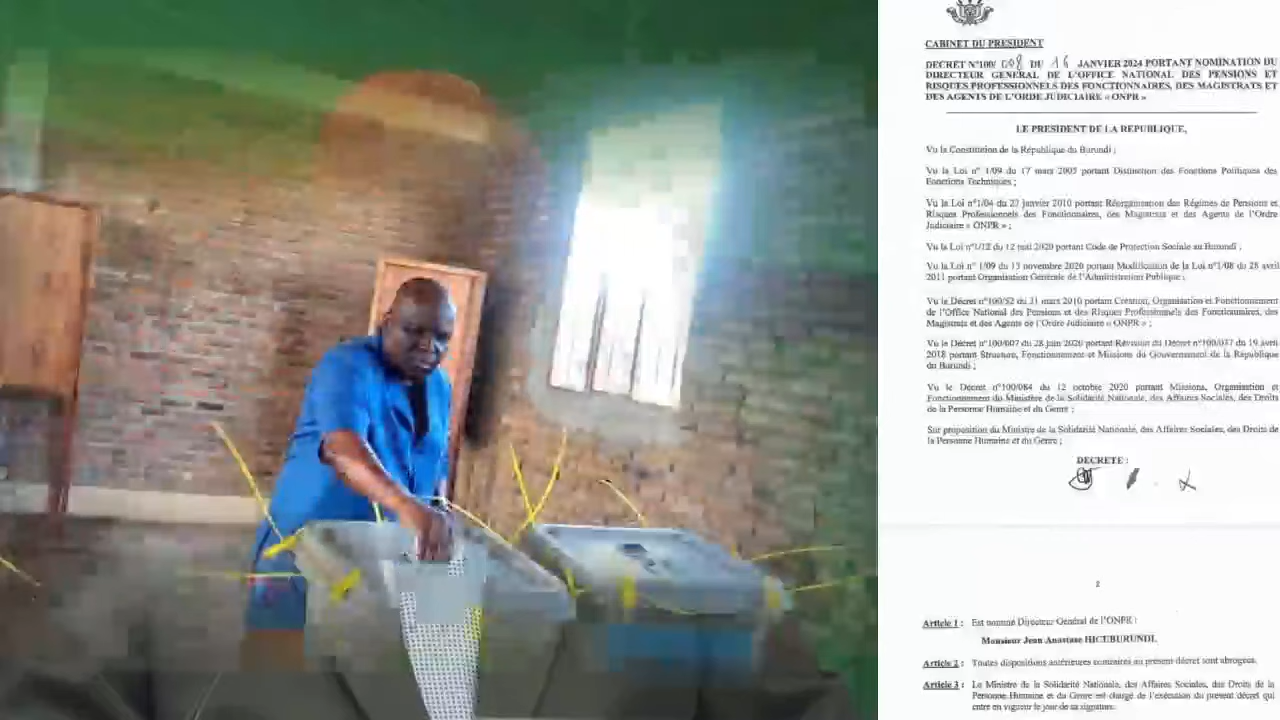 CABINET DU PRESIDENT
DECRET N°100/ 008 DU 16 JANVIER 2024 PORTANT NOMINATION DU
DIRECTEUR GENERAL DE L'OFFICE NATIONAL DES PENSIONS ET
RISQUES PROFESSIONNELS DES FONCTIONNAIRES, DES MAGISTRATS ET
DES AGENTS DE L'ORDE JUDICIAIRE « ONPR »
LE PRESIDENT DE LA REPUBLIQUE,
Vu la Constitution de la République du Burundi ;
Vu la Loi n° 1/09 du 17 mars 2005 portant Distinction des Fonctions Politiques des
Fonctions Techniques ;
Vu la Loi n°1/04 du 27 janvier 2010 portant Réorganisation des Régimes de Pensions et
Risques Professionnels des Fonctionnaires, des Magistrats et des Agents de l'Ordre
Judiciaire « ONPR » ;
Vu la Loi n°1/12 du 12 mai 2020 portant Code de Protection Sociale au Burundi ;
Vu la Loi n° 1/09 du 13 novembre 2020 portant Modification de la Loi n°1/08 du 28 avril
2011 portant Organisation Générale de l'Administration Publique ;
Vu le Décret n°100/52 du 31 mars 2010 portant Création, Organisation et Fonctionnement
de l'Office National des Pensions et des Risques Professionnels des Fonctionnaires, des
Magistrats et des Agents de l'Ordre Judiciaire « ONPR » ;
Vu le Décret n°100/007 du 28 juin 2020 portant Révision du Décret n°100/037 du 19 avril
2018 portant Structure, Fonctionnement et Missions du Gouvernement de la République
du Burundi ;
Vu le Décret n°100/084 du 12 octobre 2020 portant Missions, Organisation et
Fonctionnement du Ministère de la Solidarité Nationale, des Affaires Sociales, des Droits
de la Personne Humaine et du Genre ;
Sur proposition du Ministre de la Solidarité Nationale, des Affaires Sociales, des Droits de
la Personne Humaine et du Genre ;
DECRETE :
2
Article 1 : Est nommé Directeur Général de l'ONPR :
Monsieur Jean Anastase HICEBURUNDI.
Article 2 : Toutes dispositions antérieures contraires au présent décret sont abrogées.
Article 3 : Le Ministre de la Solidarité Nationale, des Affaires Sociales, des Droits de la
Personne Humaine et du Genre est chargé de l'exécution du présent décret qui
entre en vigueur le jour de sa signature.